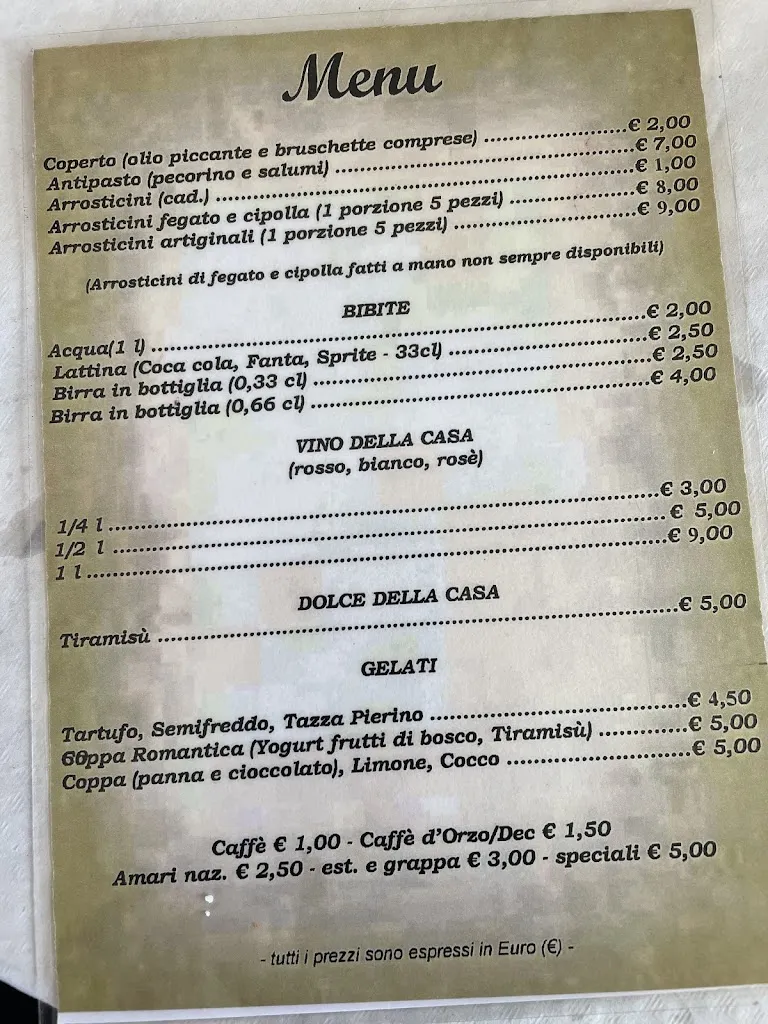 Menu
Coperto (olio piccante e bruschette comprese) ........................€ 2,00
Antipasto (pecorino e salumi) ..................................................€ 7,00
Arrosticini (cad.) ........................................................................€ 1,00
Arrosticini fegato e cipolla (1 porzione 5 pezzi) .....................€ 8,00
Arrosticini artiginali (1 porzione 5 pezzi) ...............................€ 9,00
(Arrosticini di fegato e cipolla fatti a mano non sempre disponibili)
BIBITE
Acqua(1 l) ...................................................................................€ 2,00
Lattina (Coca cola, Fanta, Sprite - 33cl) .................................€ 2,50
Birra in bottiglia (0,33 cl) .........................................................€ 2,50
Birra in bottiglia (0,66 cl) .........................................................€ 4,00
VINO DELLA CASA
(rosso, bianco, rosè)
1/4 l .............................................................................................€ 3,00
1/2 l .............................................................................................€ 5,00
1 l .................................................................................................€ 9,00
DOLCE DELLA CASA
Tiramisù .....................................................................................€ 5,00
GELATI
Tartufo, Semifreddo, Tazza Pierino ...........................................€ 4,50
Coppa Romantica (Yogurt frutti di bosco, Tiramisù) ...............€ 5,00
Coppa (panna e cioccolato), Limone, Cocco ..............................€ 5,00
Caffè € 1,00 - Caffè d'Orzo/Dec € 1,50
Amari naz. € 2,50 - est. e grappa € 3,00 - speciali € 5,00
- tutti i prezzi sono espressi in Euro (€) -